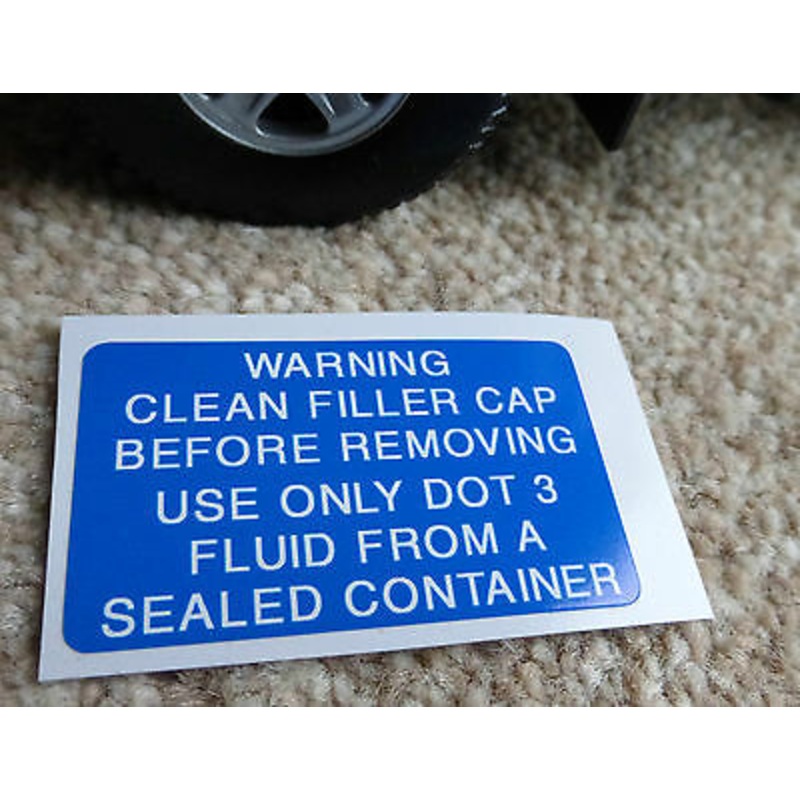 WARNING
CLEAN FILLER CAP
BEFORE REMOVING
USE ONLY DOT 3
FLUID FROM A
SEALED CONTAINER